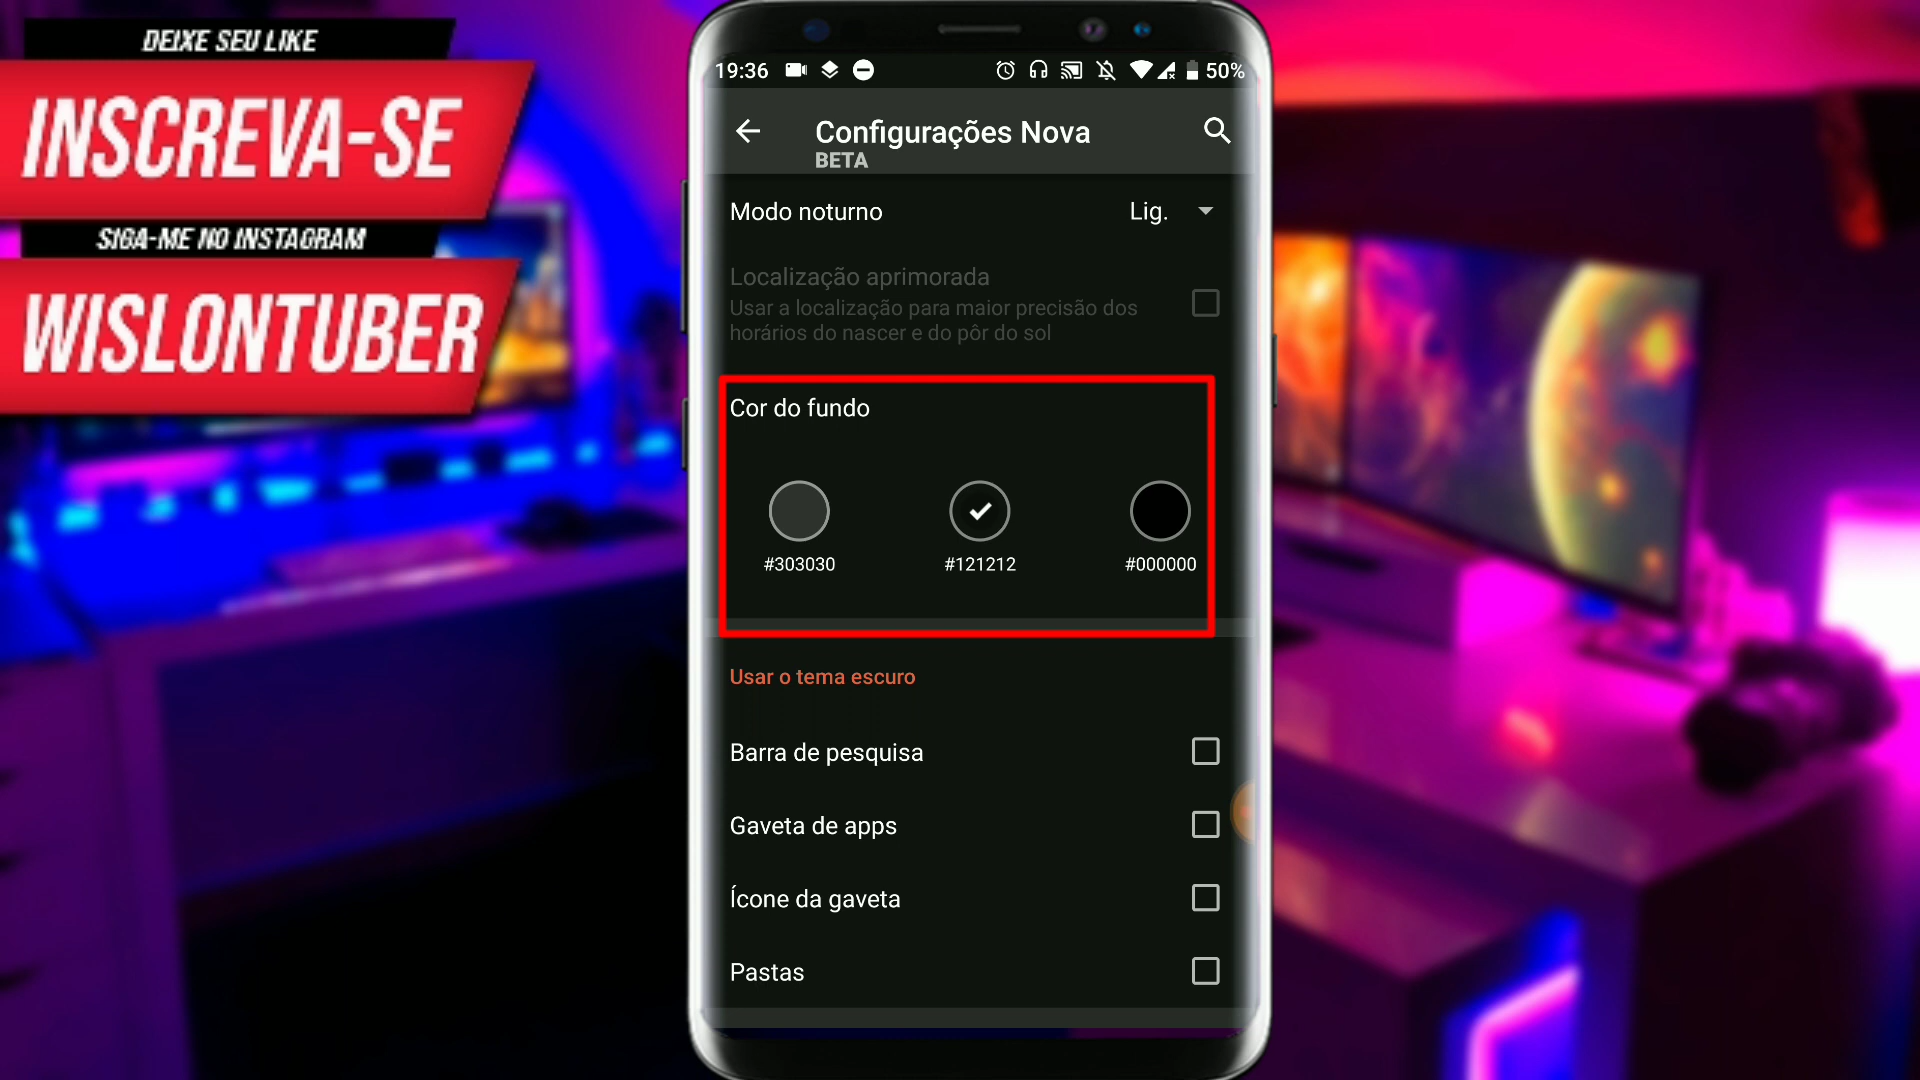 DEIXE SEU LIKE
INSCREVA-SE
SIGA-ME NO INSTAGRAM
WISLONTUBER
19:36
50%
Configurações Nova
BETA
Modo noturno
Lig.
Localização aprimorada
Usar a localização para maior precisão dos
horários do nascer e do pôr do sol
Cor do fundo
#303030
#121212
#000000
Usar o tema escuro
Barra de pesquisa
Gaveta de apps
Ícone da gaveta
Pastas